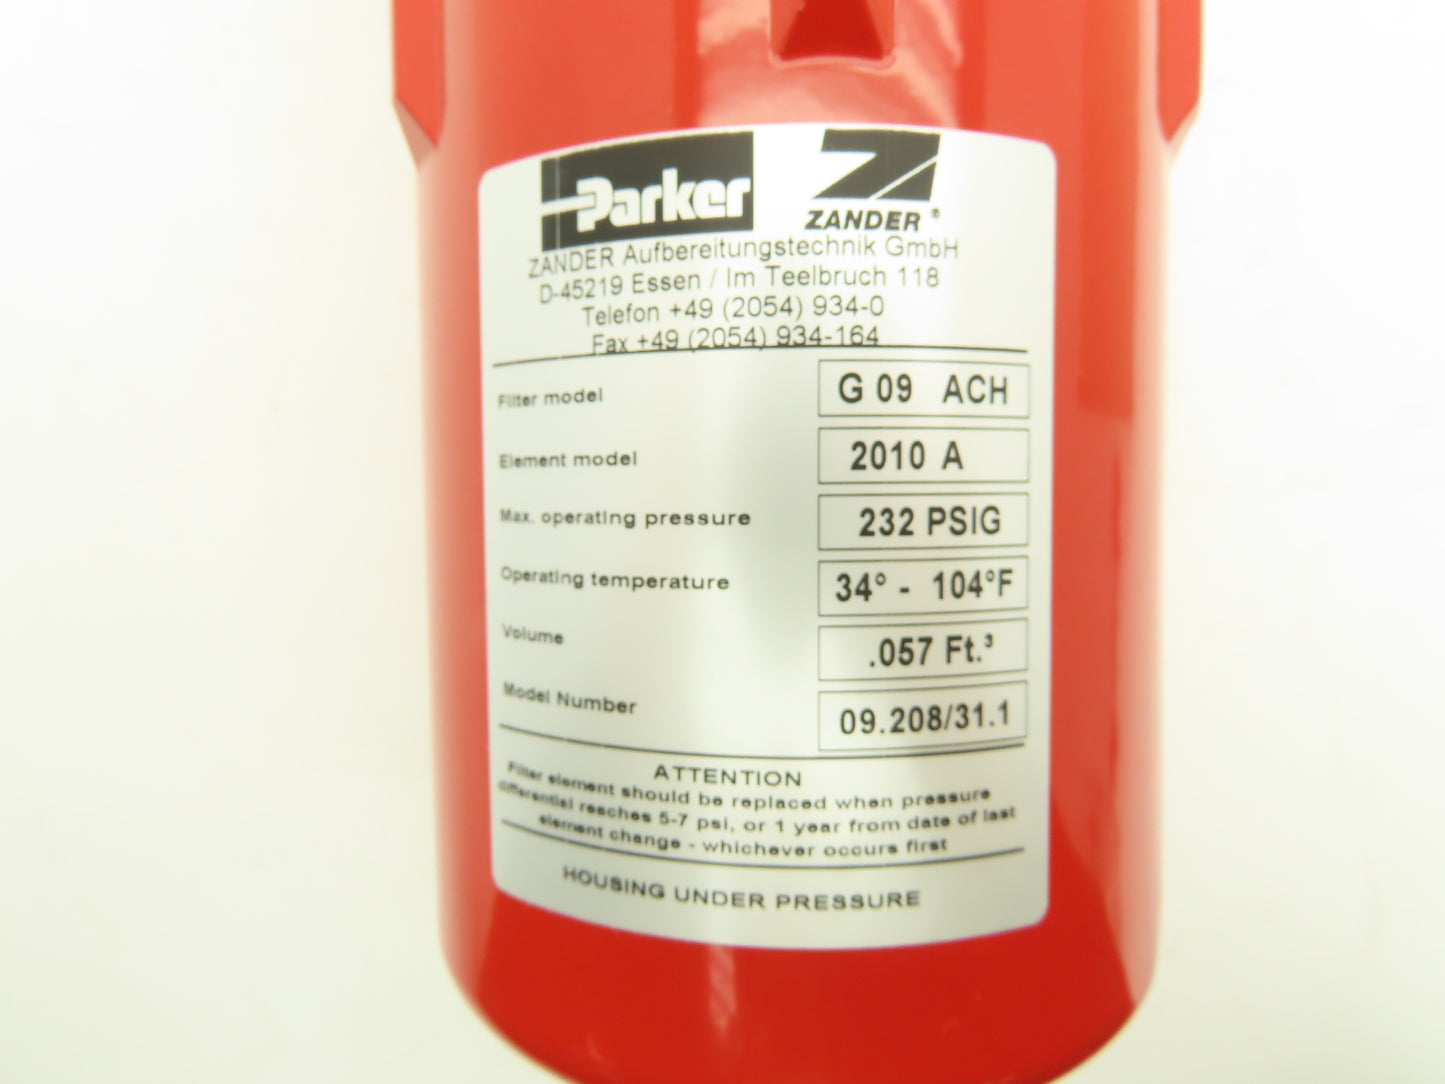 Parker
ZANDER ®
ZANDER Aufbereitungstechnik GmbH
D-45219 Essen / Im Teelbruch 118
Telefon +49 (2054) 934-0
Fax +49 (2054) 934-164
Filter model G 09 ACH
Element model 2010 A
Max. operating pressure 232 PSIG
Operating temperature 34° - 104°F
Volume .057 Ft.³
Model Number 09.208/31.1
ATTENTION
Filter element should be replaced when pressure
differential reaches 5-7 psi, or 1 year from date of last
element change - whichever occurs first
HOUSING UNDER PRESSURE